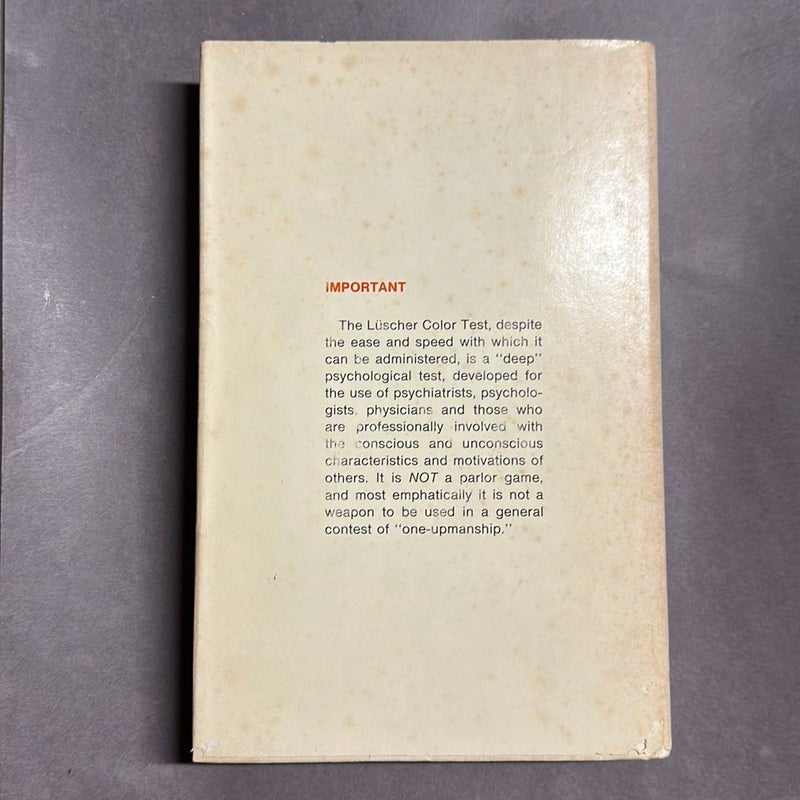 IMPORTANT
The Lüscher Color Test, despite
the ease and speed with which it
can be administered, is a "deep"
psychological test, developed for
the use of psychiatrists, psycholo-
gists, physicians and those who
are professionally involved with
the conscious and unconscious
characteristics and motivations of
others. It is NOT a parlor game,
and most emphatically it is not a
weapon to be used in a general
contest of "one-upmanship."